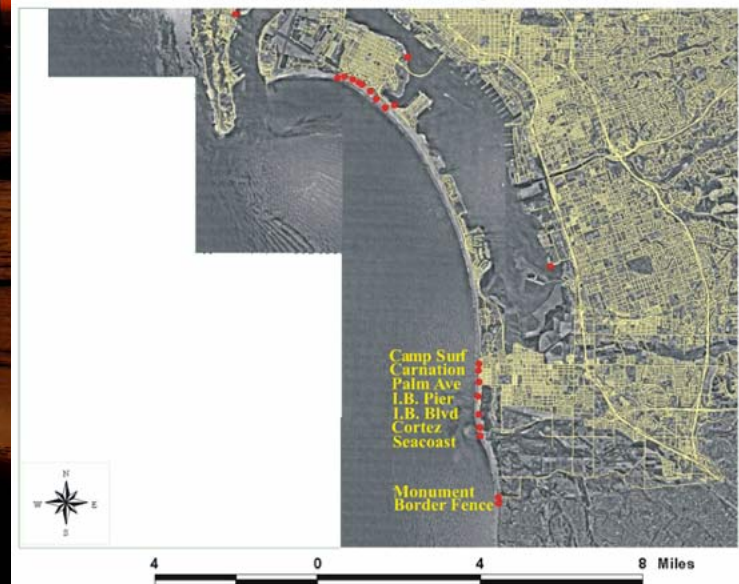 Camp Surf
Carnation
Palm Ave
I.B. Pier
I.B. Blvd
Cortez
Seacoast
Monument
Border Fence
N
W E
S
4 0 4 8 Miles